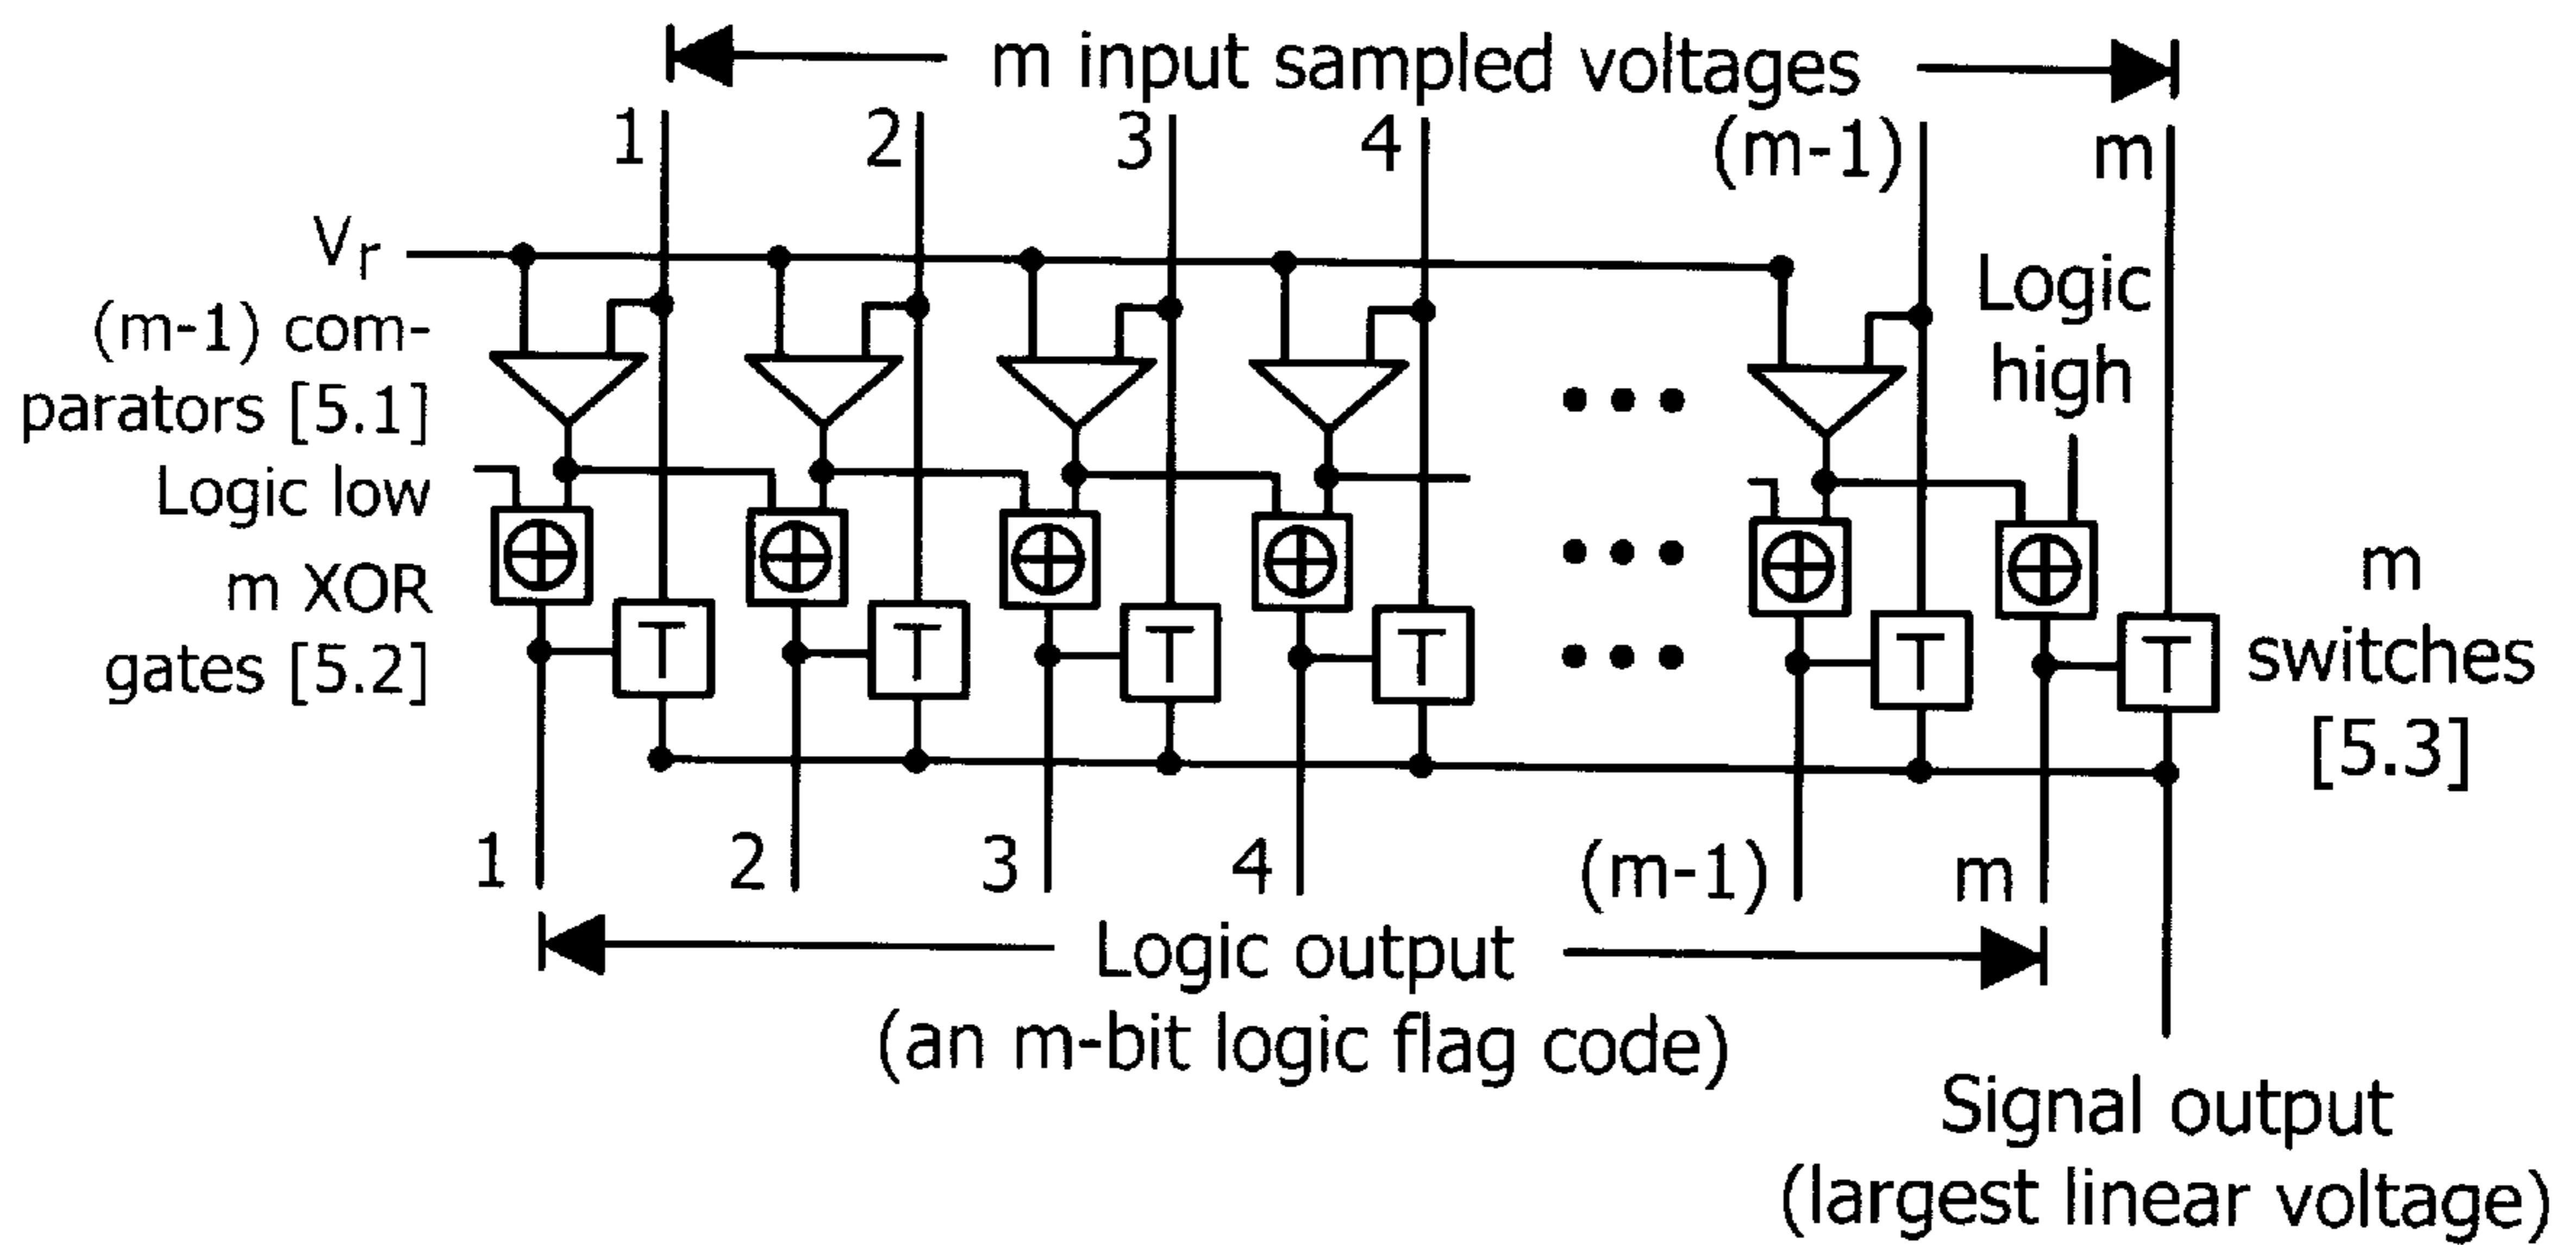 m input sampled voltages
1 2 3 4 (m-1) m
Vr
(m-1) com-
parators [5.1]
Logic
high
Logic low
m XOR
gates [5.2]
T T T T T T
m
switches
[5.3]
1 2 3 4 (m-1) m
Logic output
(an m-bit logic flag code)
Signal output
(largest linear voltage)